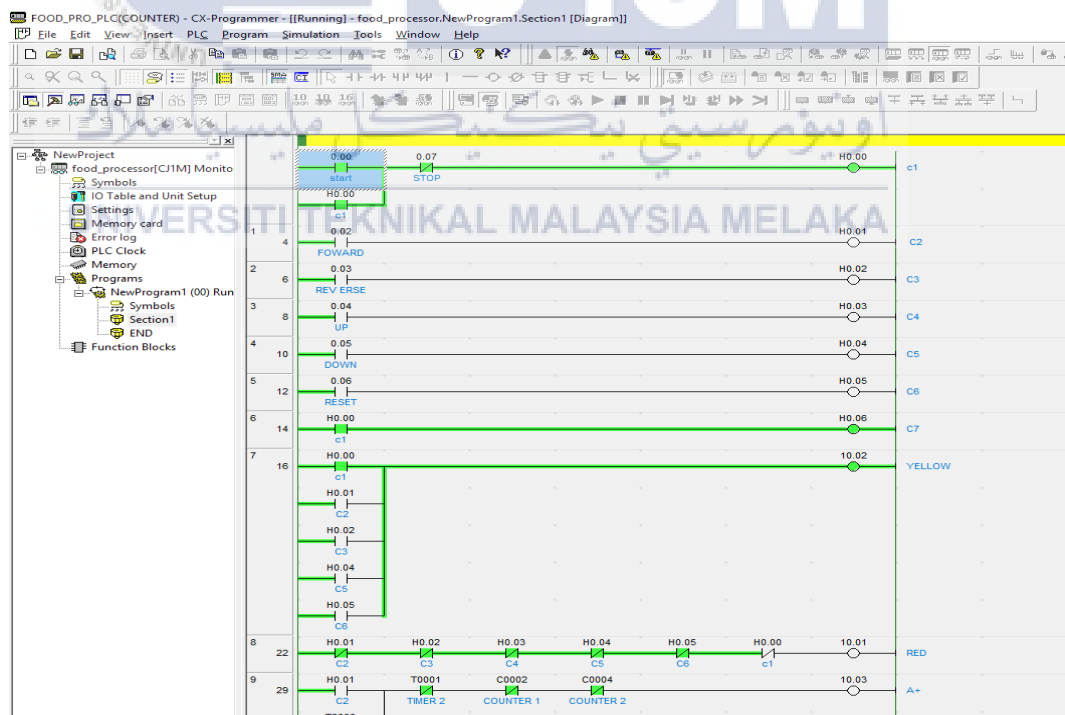 FOOD_PRO_PLC(COUNTER) - CX-Programmer - [[Running] - food_processor.NewProgram1.Section1 [Diagram]]
File Edit View Insert PLC Program Simulation Tools Window Help
اونيۏرسيتي تيكنيكل مليسيا ملاك
UNIVERSITI TEKNIKAL MALAYSIA MELAKA
NewProject
food_processor[CJ1M] Monito
Symbols
IO Table and Unit Setup
Settings
Memory card
Error log
PLC Clock
Memory
Programs
NewProgram1 (00) Run
Symbols
Section1
END
Function Blocks
0.00 0.07 H0.00
start STOP c1
H0.00
c1
1 0.02 H0.01
4 C2
FOWARD
2 0.03 H0.02
6 C3
REV ERSE
3 0.04 H0.03
8 C4
UP
4 0.05 H0.04
10 C5
DOWN
5 0.06 H0.05
12 C6
RESET
6 H0.00 H0.06
14 C7
c1
7 H0.00 10.02
16 YELLOW
c1
H0.01
C2
H0.02
C3
H0.04
C5
H0.05
C6
8 H0.01 H0.02 H0.03 H0.04 H0.05 H0.00 10.01
22 RED
C2 C3 C4 C5 C6 c1
9 H0.01 T0001 C0002 C0004 10.03
29 A+
C2 TIMER 2 COUNTER 1 COUNTER 2